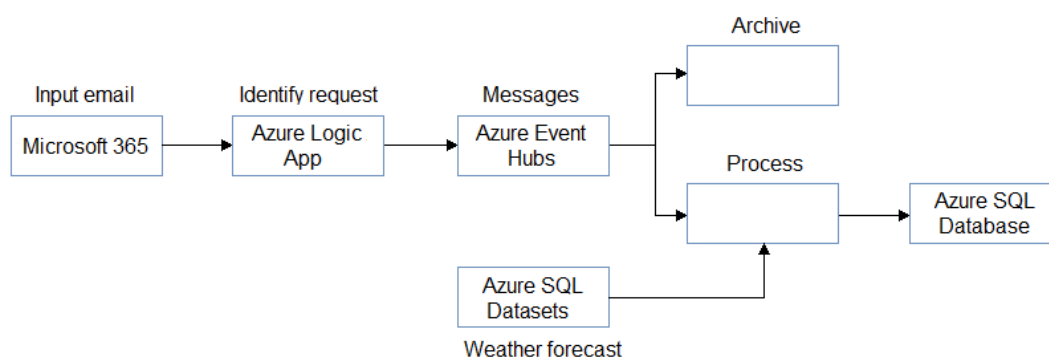 Archive
Input email
Identify request
Messages
Microsoft 365
Azure Logic
App
Azure Event
Hubs
Process
Azure SQL
Database
Azure SQL
Datasets
Weather forecast